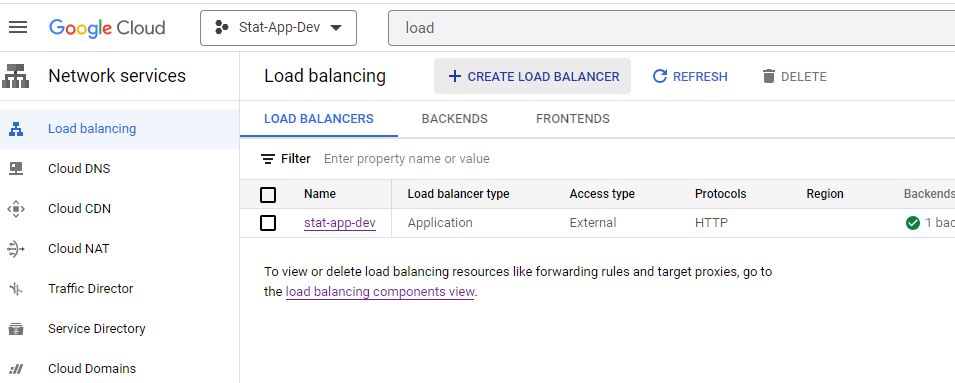 Google Cloud Stat-App-Dev load
Network services
Load balancing + CREATE LOAD BALANCER REFRESH DELETE
Load balancing
Cloud DNS
Cloud CDN
Cloud NAT
Traffic Director
Service Directory
Cloud Domains
LOAD BALANCERS BACKENDS FRONTENDS
Filter Enter property name or value
Name Load balancer type Access type Protocols Region Backends
stat-app-dev Application External HTTP 1 bac
To view or delete load balancing resources like forwarding rules and target proxies, go to
the load balancing components view.